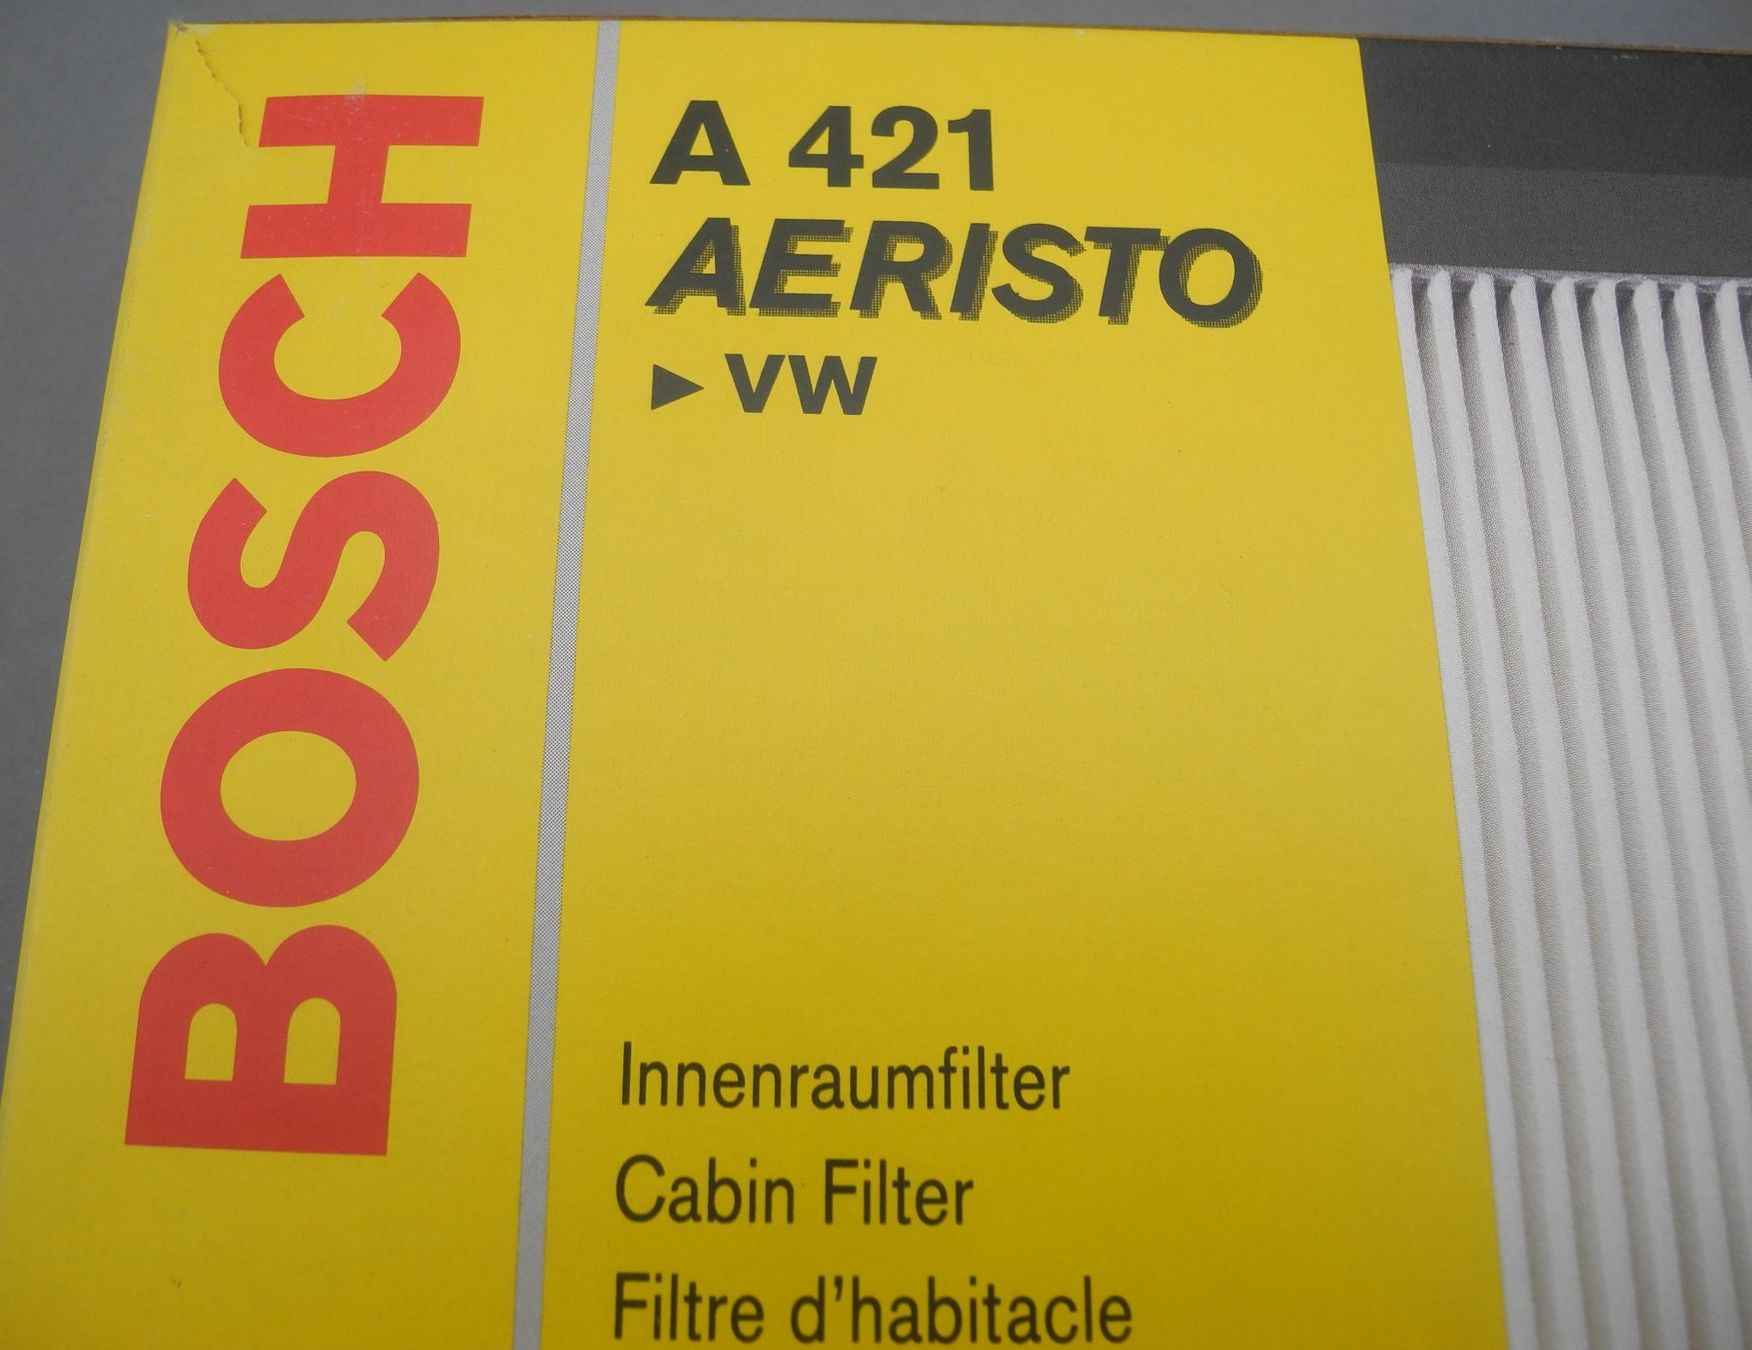 BOSCH
A 421
AERISTO
▶ VW
Innenraumfilter
Cabin Filter
Filtre d'habitacle